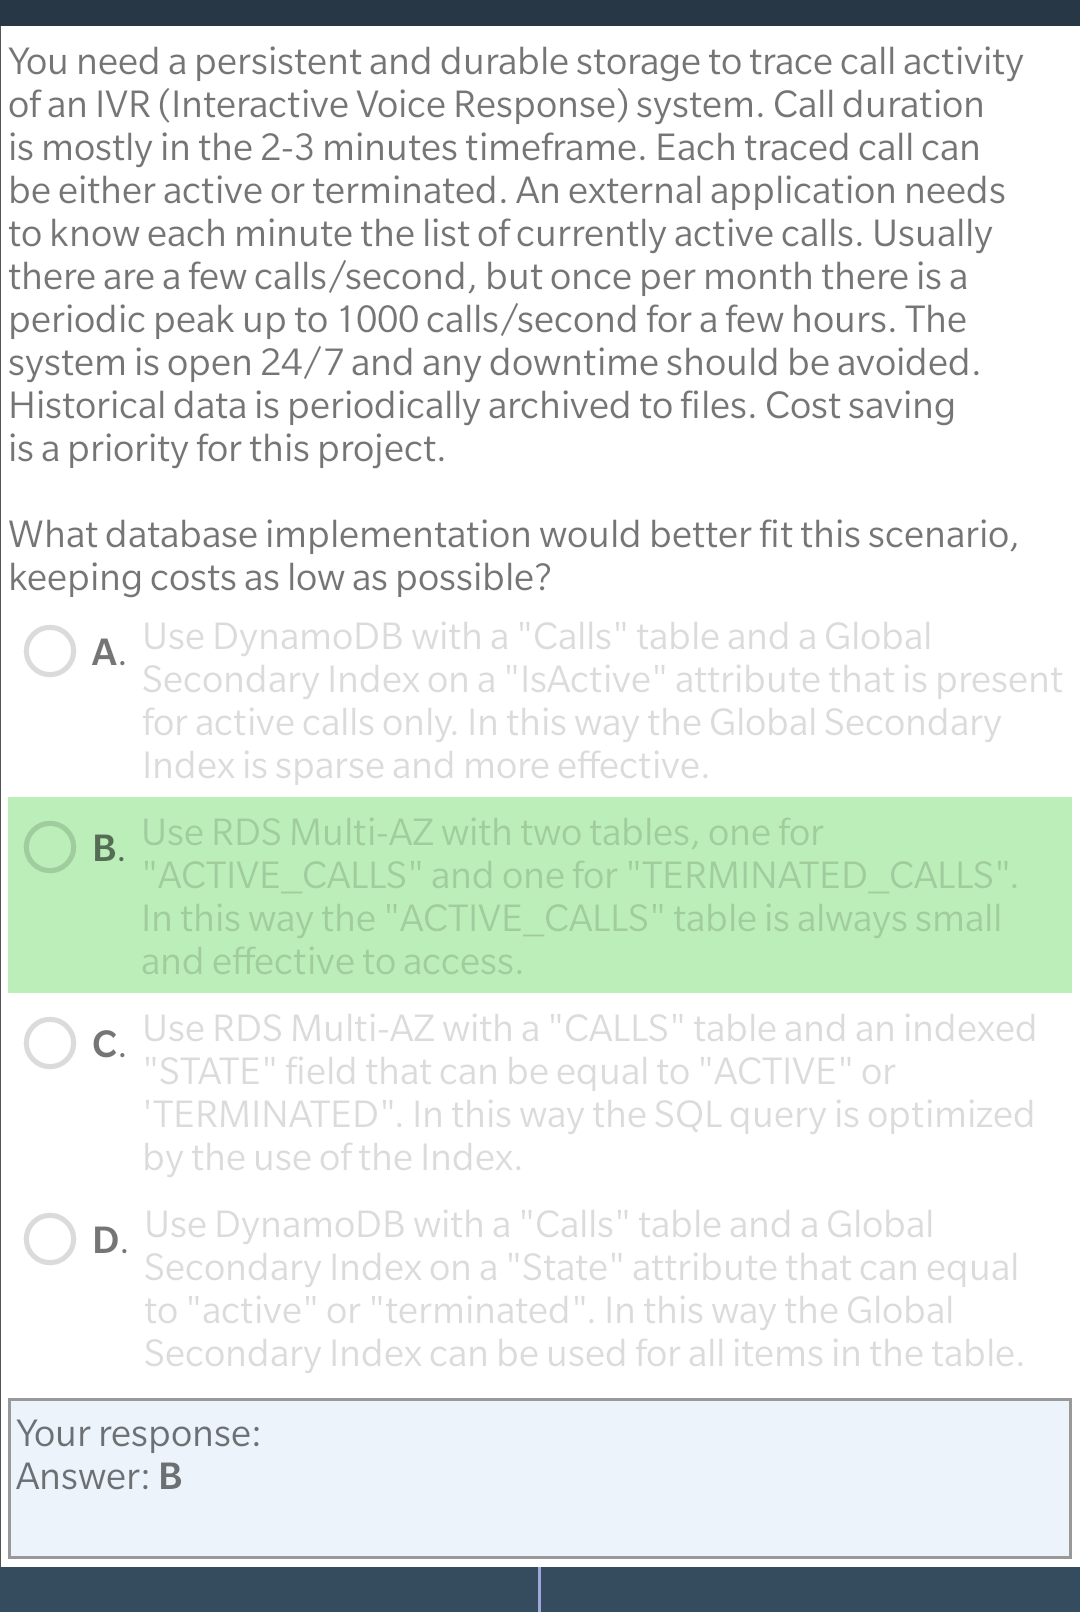 You need a persistent and durable storage to trace call activity
of an IVR (Interactive Voice Response) system. Call duration
is mostly in the 2-3 minutes timeframe. Each traced call can
be either active or terminated. An external application needs
to know each minute the list of currently active calls. Usually
there are a few calls/second, but once per month there is a
periodic peak up to 1000 calls/second for a few hours. The
system is open 24/7 and any downtime should be avoided.
Historical data is periodically archived to files. Cost saving
is a priority for this project.
What database implementation would better fit this scenario,
keeping costs as low as possible?
A. Use DynamoDB with a "Calls" table and a Global
Secondary Index on a "IsActive" attribute that is present
for active calls only. In this way the Global Secondary
Index is sparse and more effective.
B. Use RDS Multi-AZ with two tables, one for
"ACTIVE_CALLS" and one for "TERMINATED_CALLS".
In this way the "ACTIVE_CALLS" table is always small
and effective to access.
C. Use RDS Multi-AZ with a "CALLS" table and an indexed
"STATE" field that can be equal to "ACTIVE" or
'TERMINATED". In this way the SQL query is optimized
by the use of the Index.
D. Use DynamoDB with a "Calls" table and a Global
Secondary Index on a "State" attribute that can equal
to "active" or "terminated". In this way the Global
Secondary Index can be used for all items in the table.
Your response:
Answer: B